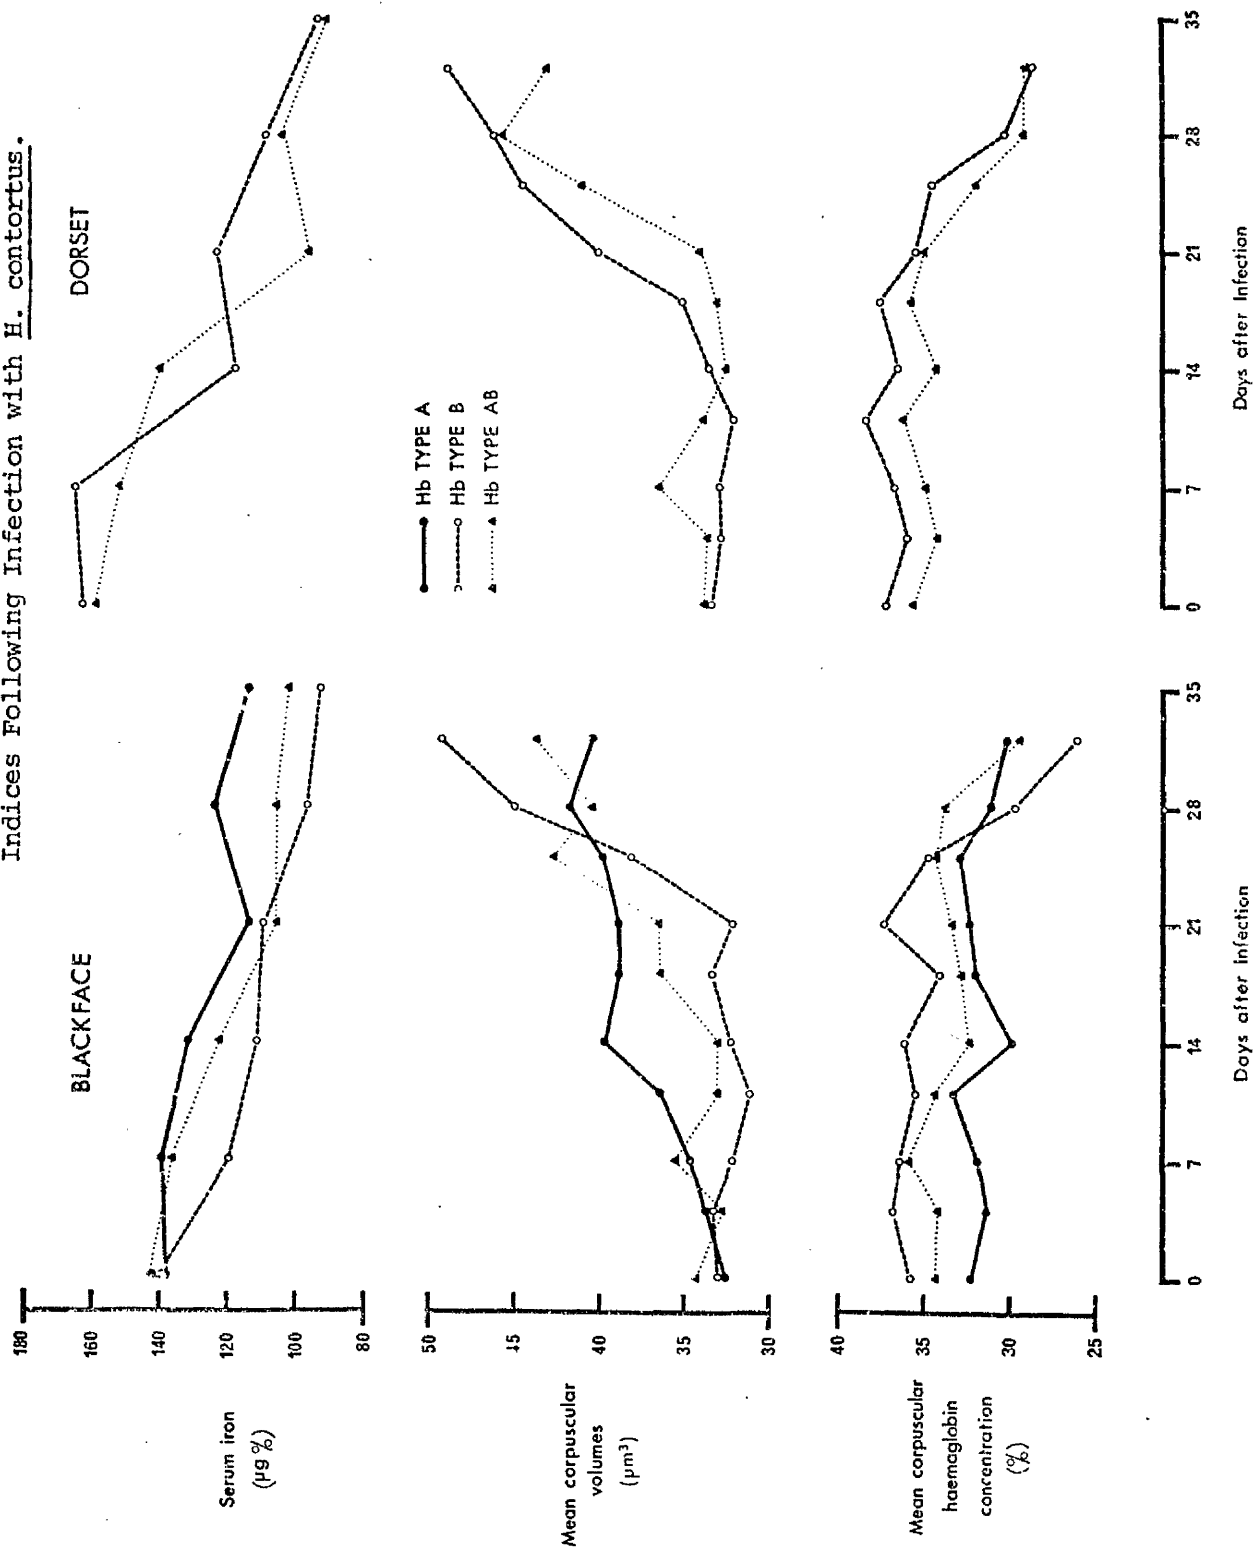 Indices Following Infection with H. contortus.
BLACKFACE
DORSET
Serum iron
(µg %)
180
160
140
120
100
80
Hb TYPE A
Hb TYPE B
Hb TYPE AB
Mean corpuscular
volumes
(µm³)
50
45
40
35
30
Mean corpuscular
haemaglobin
concentration
(%)
40
35
30
25
0
7
14
21
28
35
0
7
14
21
28
35
Days after infection
Days after Infection